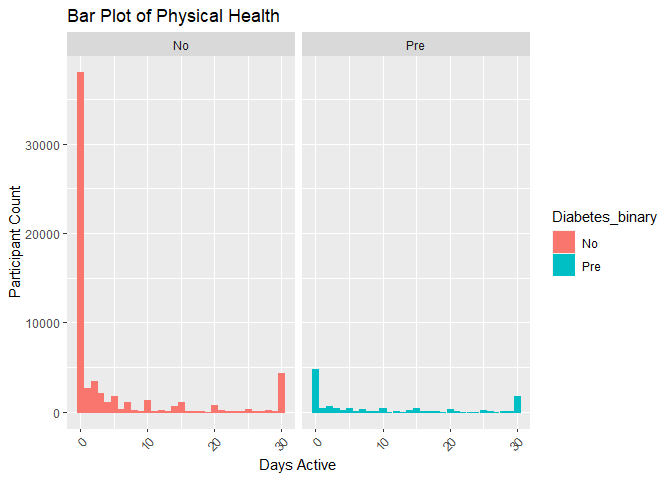 Bar Plot of Physical Health
No
Pre
30000
20000
10000
0
Participant Count
0
10
20
30
0
10
20
30
Days Active
Diabetes_binary
No
Pre